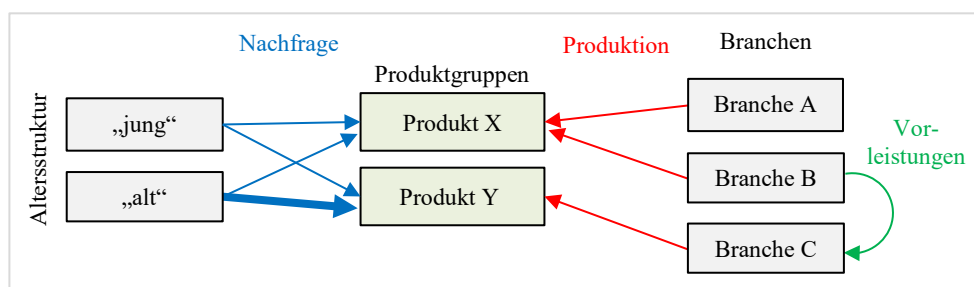 Nachfrage
Produktion
Branchen
Altersstruktur
Produktgruppen
„jung“
Produkt X
Branche A
Vor-
leistungen
„alt“
Produkt Y
Branche B
Branche C